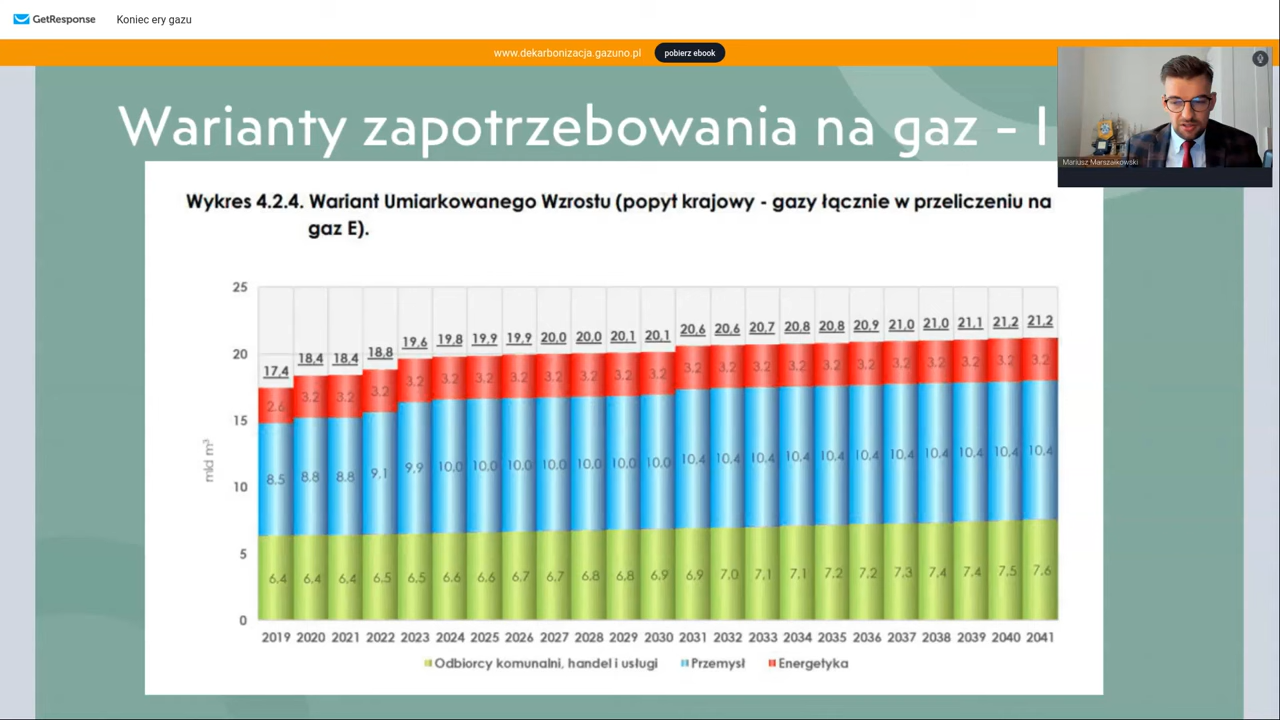 GetResponse Koniec ery gazu
www.dekarbonizacja.gazuno.pl pobierz ebook
Warianty zapotrzebowania na gaz - I
Mariusz Marszałkowski
Wykres 4.2.4. Wariant Umiarkowanego Wzrostu (popyt krajowy - gazy łącznie w przeliczeniu na
gaz E).
25
20
15
10
5
0
mld m³
17,4 18,4 18,4 18,8 19,6 19,8 19,9 19,9 20,0 20,0 20,1 20,1 20,6 20,6 20,7 20,8 20,8 20,9 21,0 21,0 21,1 21,2 21,2
2,6 3,2 3,2 3,2 3,2 3,2 3,2 3,2 3,2 3,2 3,2 3,2 3,2 3,2 3,2 3,2 3,2 3,2 3,2 3,2 3,2 3,2 3,2
8,5 8,8 8,8 9,1 9,9 10,0 10,0 10,0 10,0 10,0 10,0 10,0 10,4 10,4 10,4 10,4 10,4 10,4 10,4 10,4 10,4 10,4 10,4
6,4 6,4 6,4 6,5 6,5 6,6 6,6 6,7 6,7 6,8 6,8 6,9 6,9 7,0 7,1 7,1 7,2 7,2 7,3 7,4 7,4 7,5 7,6
2019 2020 2021 2022 2023 2024 2025 2026 2027 2028 2029 2030 2031 2032 2033 2034 2035 2036 2037 2038 2039 2040 2041
Odbiorcy komunalni, handel i usługi Przemysł Energetyka